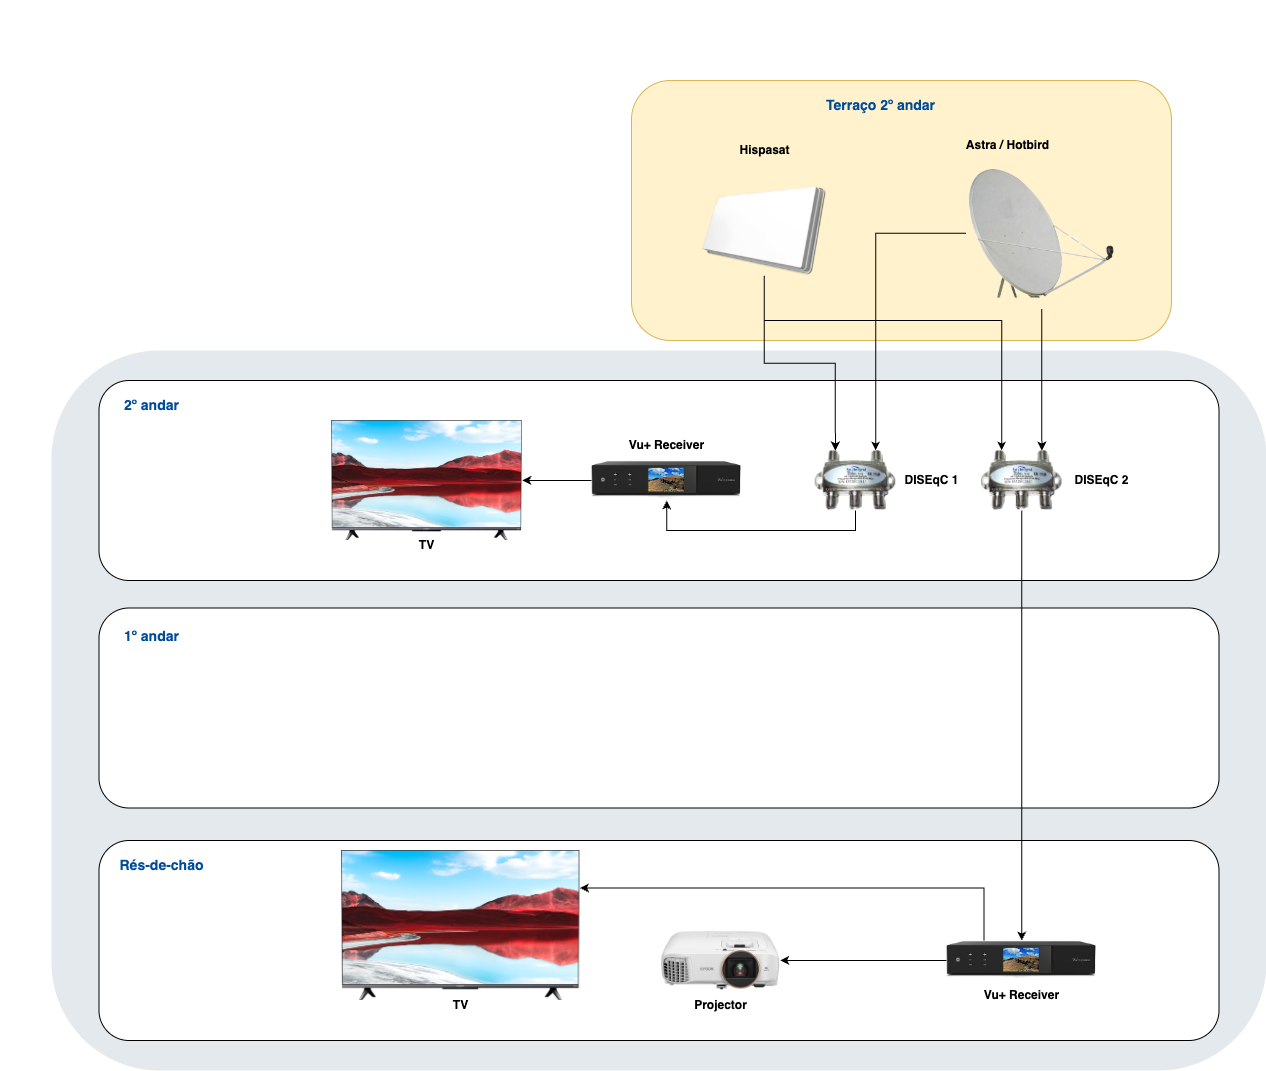 Terraço 2º andar
Hispasat
Astra / Hotbird
2º andar
Vu+ Receiver
DISEqC 1
DISEqC 2
TV
1º andar
Rés-de-chão
EPSON
TV
Projector
Vu+ Receiver